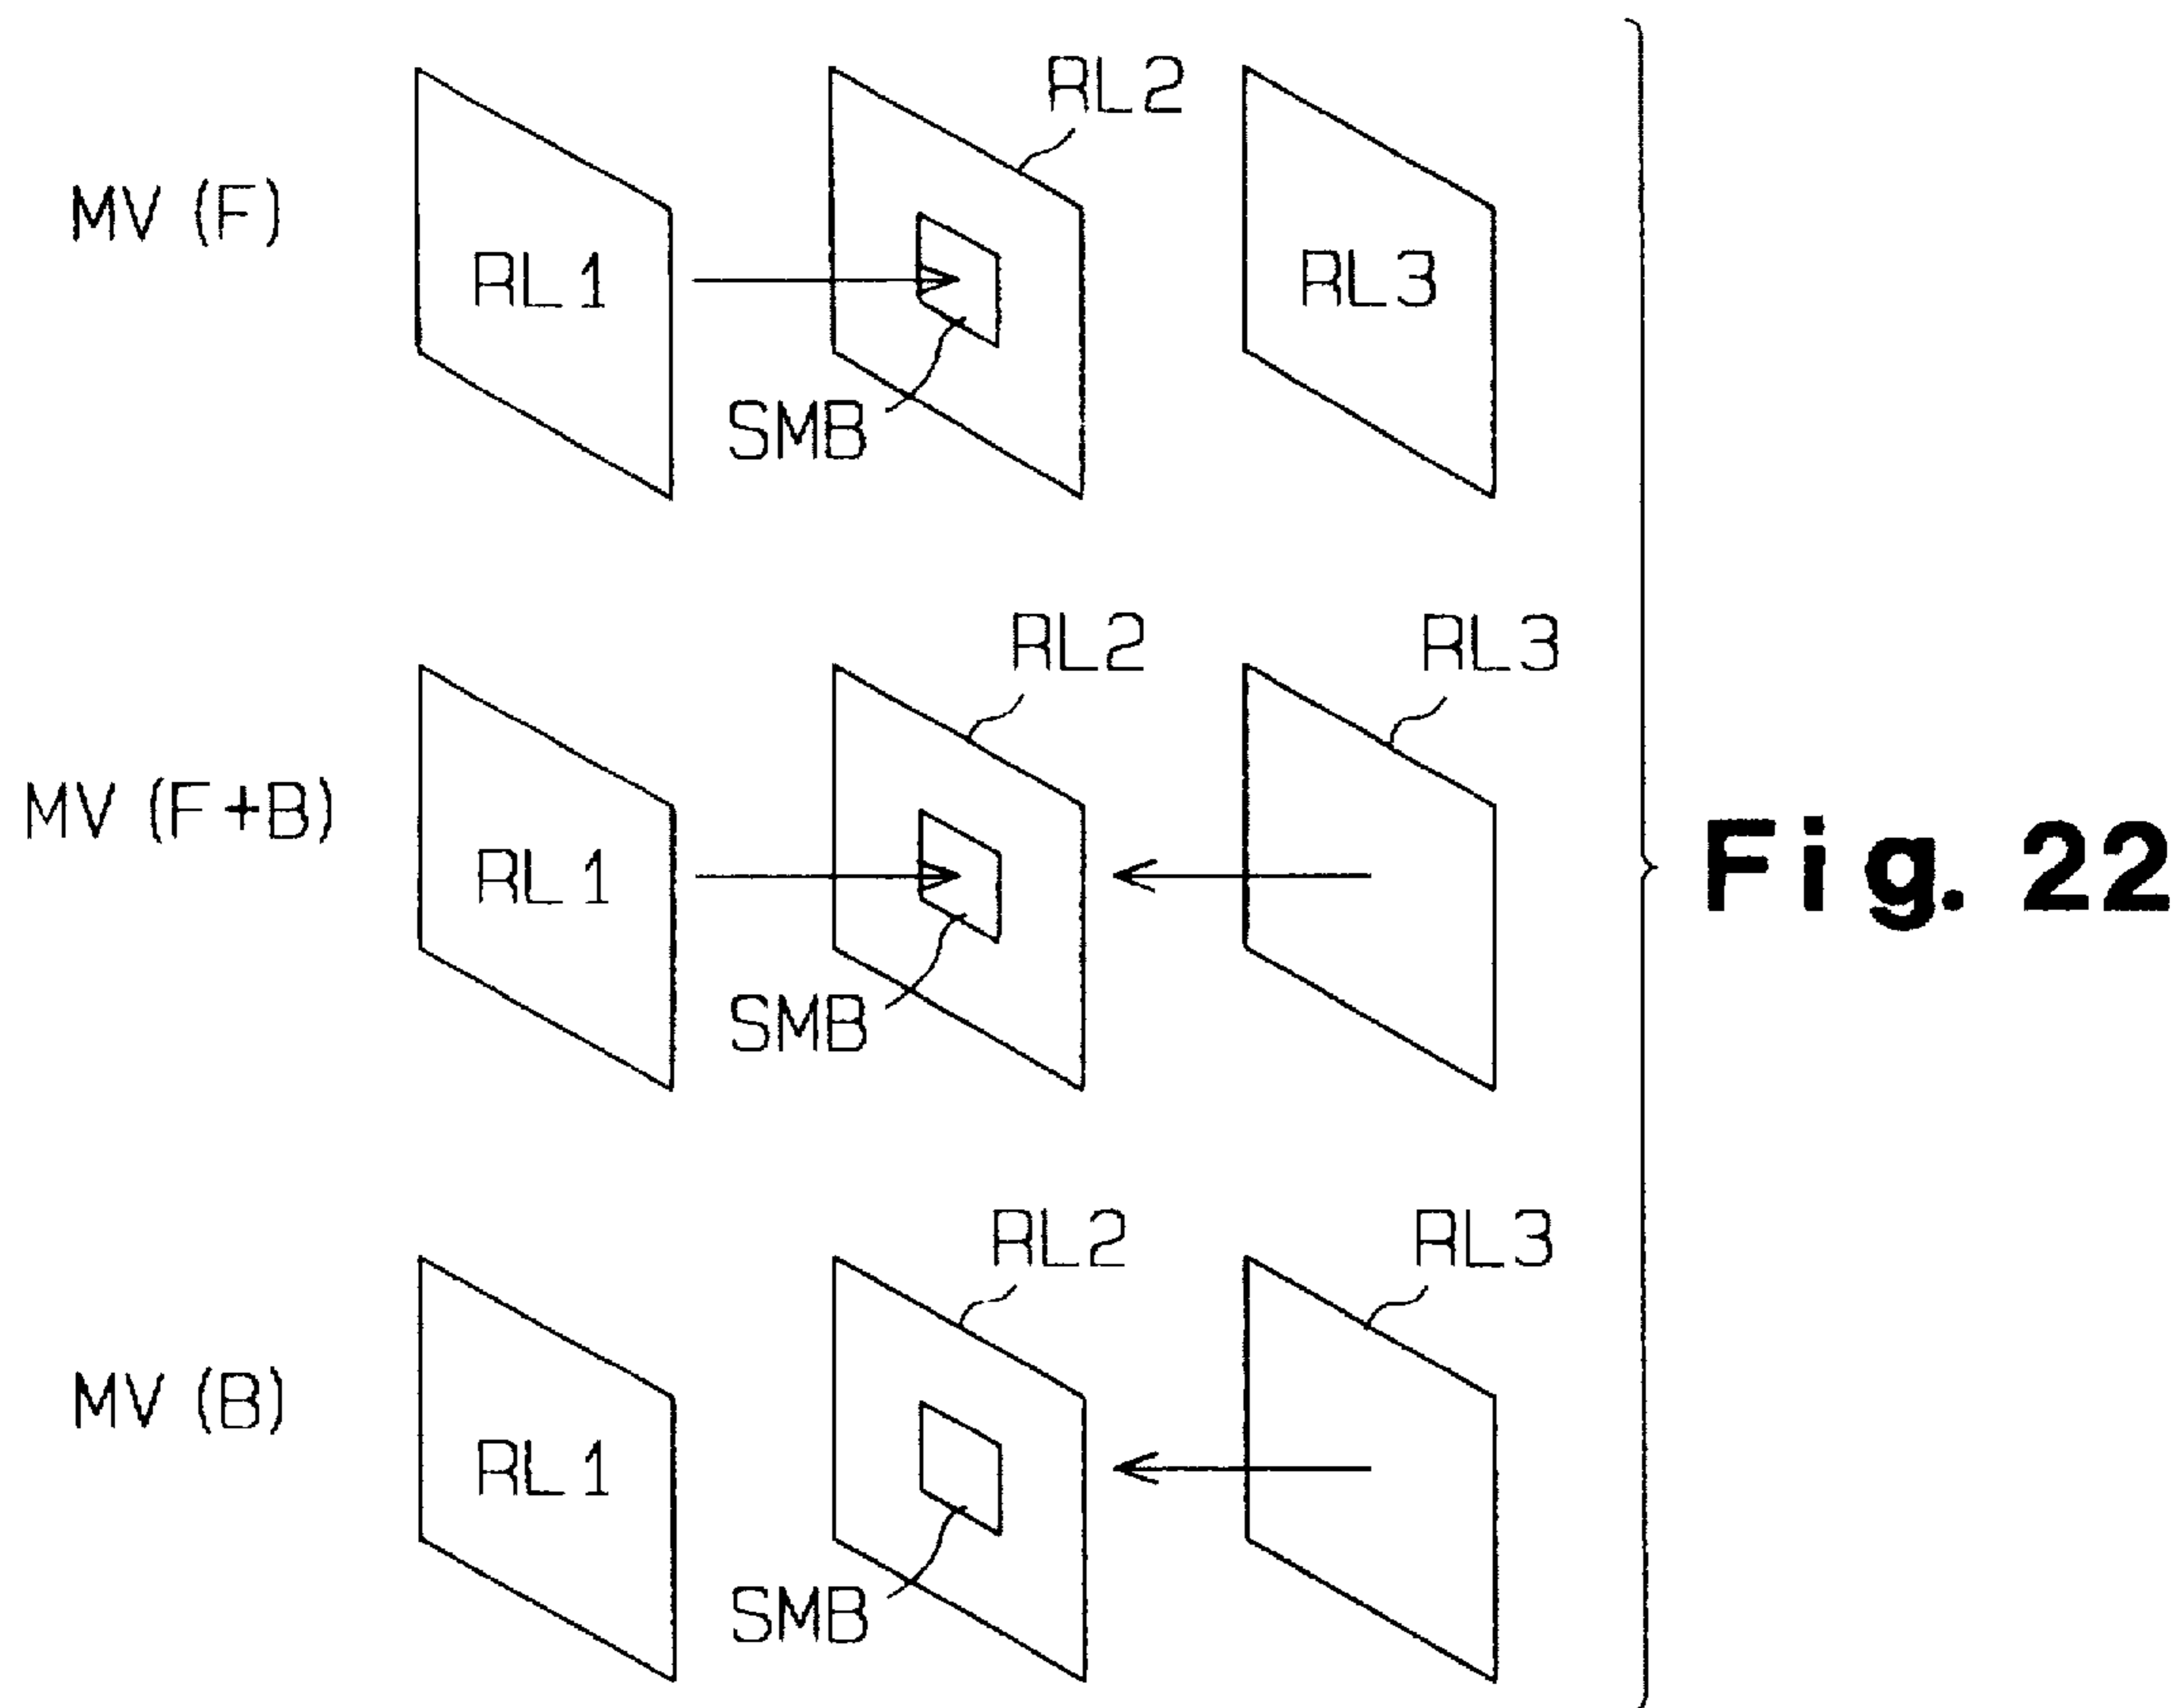 RL2
MV (F)
RL1
RL3
SMB
RL2
RL3
MV (F+B)
RL1
SMB
Fig. 22
RL2
RL3
MV (B)
RL1
SMB